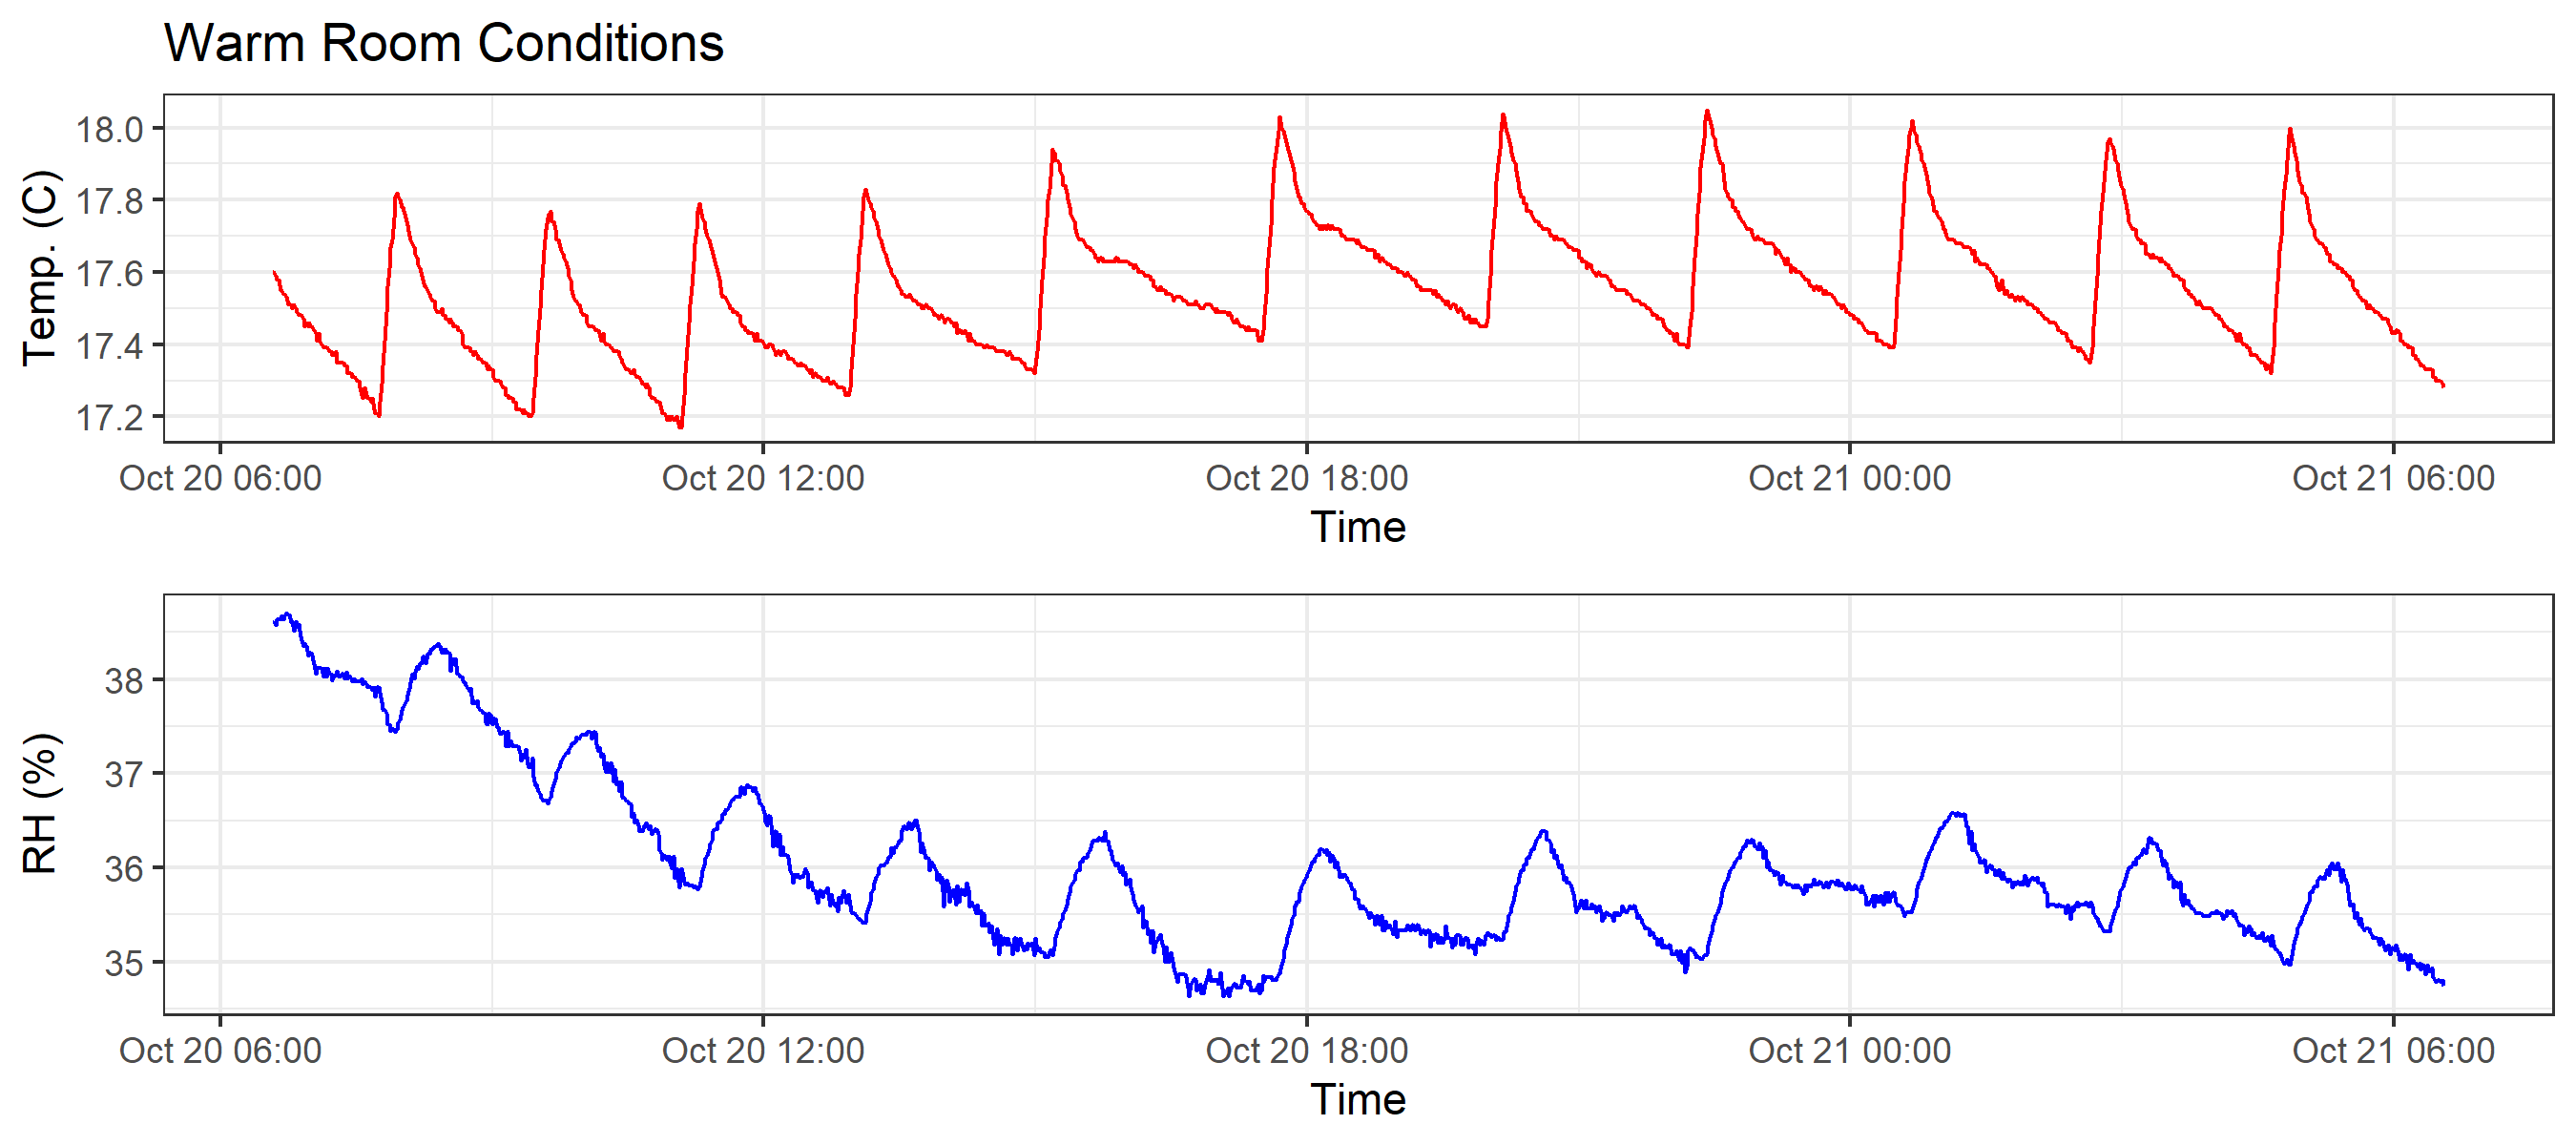 Warm Room Conditions
Temp. (C)
18.0
17.8
17.6
17.4
17.2
Oct 20 06:00 Oct 20 12:00 Oct 20 18:00 Oct 21 00:00 Oct 21 06:00
Time
RH (%)
38
37
36
35
Oct 20 06:00 Oct 20 12:00 Oct 20 18:00 Oct 21 00:00 Oct 21 06:00
Time